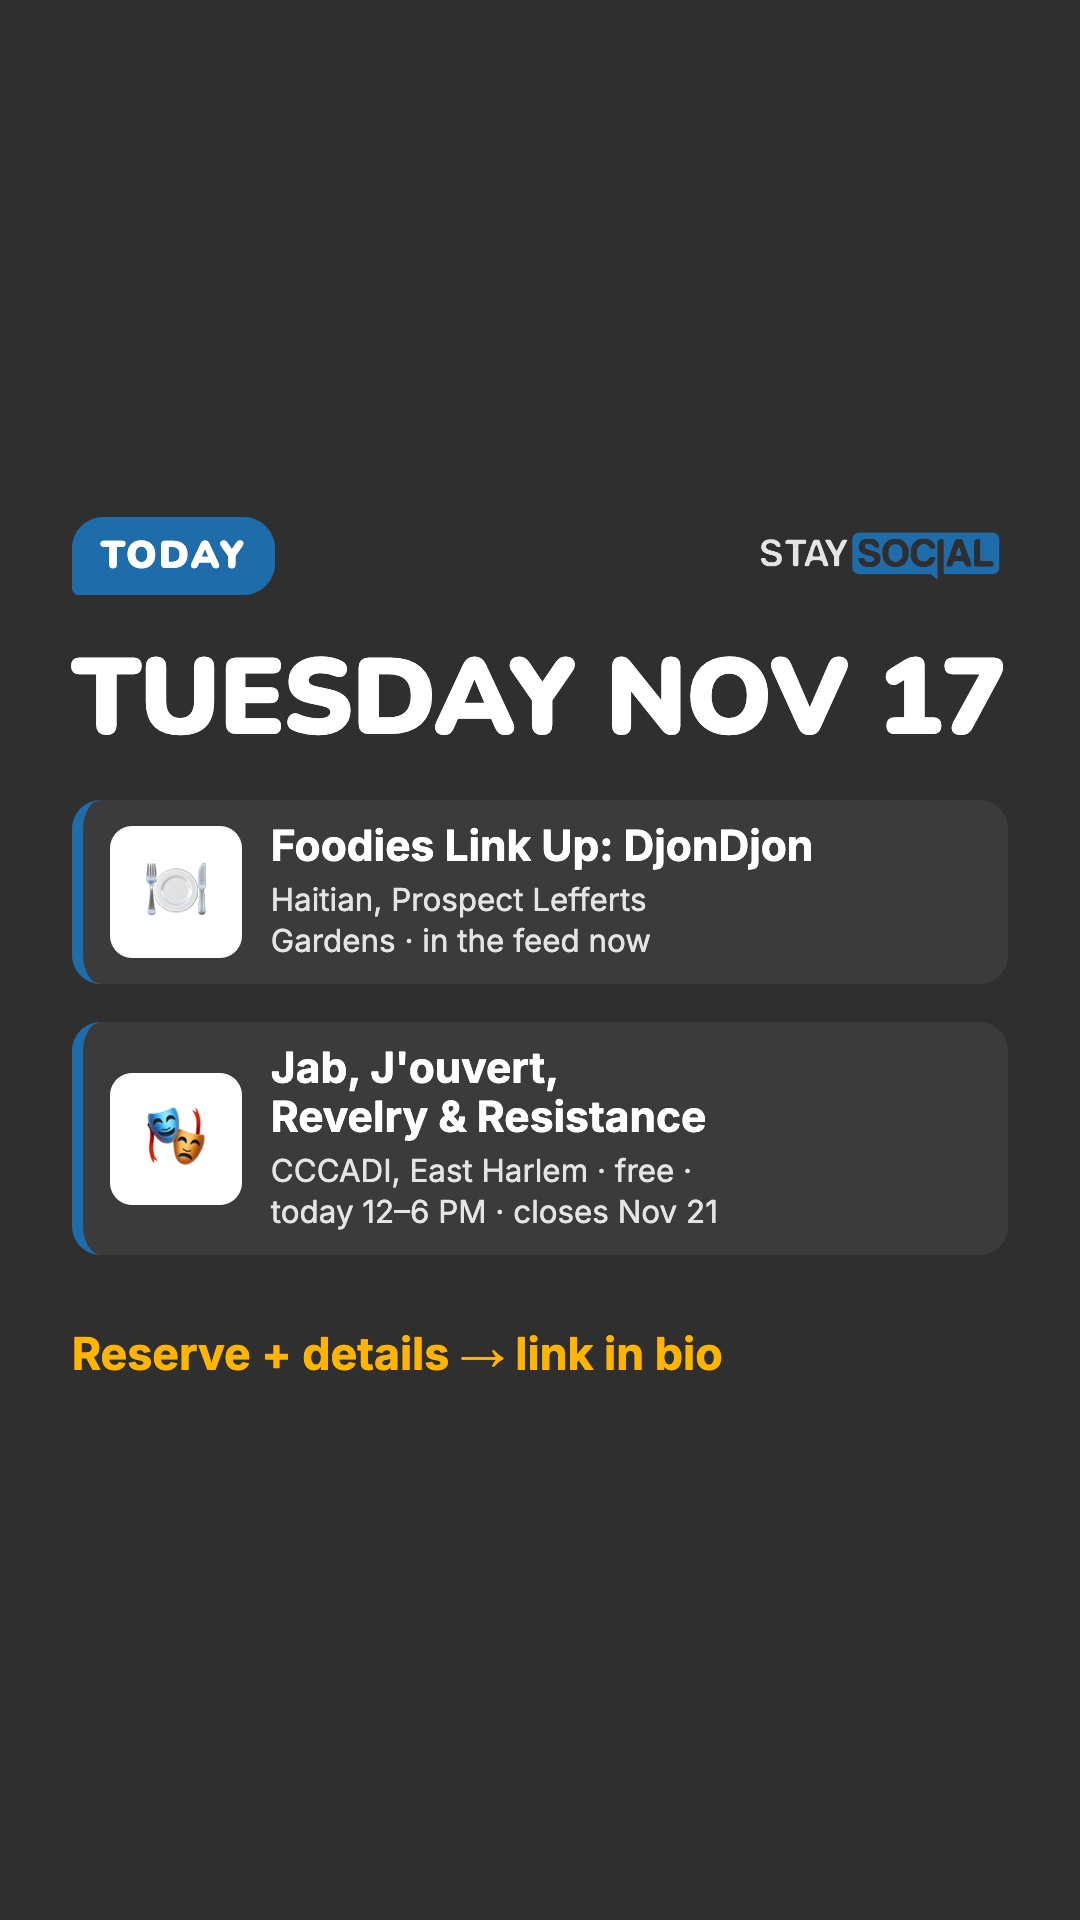 TODAY
STAY SOCIAL
TUESDAY NOV 17
Foodies Link Up: DjonDjon
Haitian, Prospect Lefferts
Gardens · in the feed now
Jab, J'ouvert,
Revelry & Resistance
CCCADI, East Harlem · free ·
today 12–6 PM · closes Nov 21
Reserve + details → link in bio